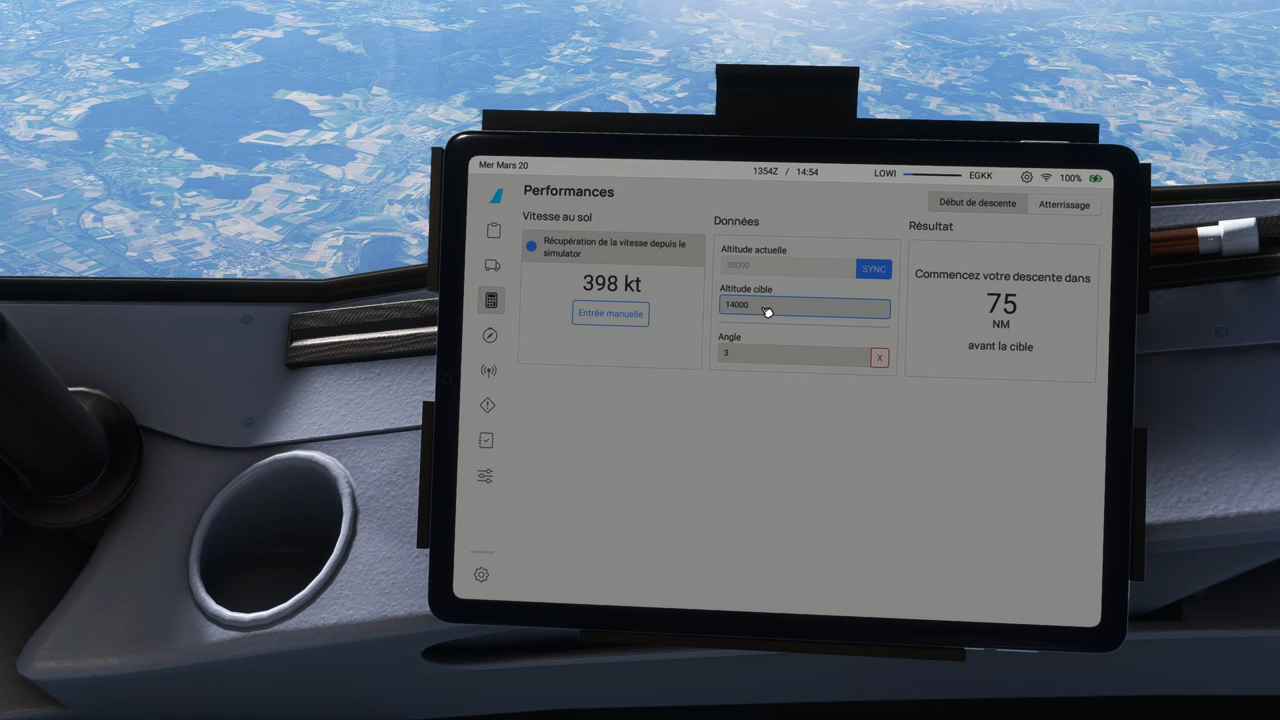 Mer Mars 20
1354Z / 14:54
LOWI
EGKK
100%
Performances
Début de descente
Atterrissage
Vitesse au sol
Récupération de la vitesse depuis le
simulator
398 kt
Entrée manuelle
Données
Altitude actuelle
38000
SYNC
Altitude cible
14000
Angle
3
X
Résultat
Commencez votre descente dans
75
NM
avant la cible